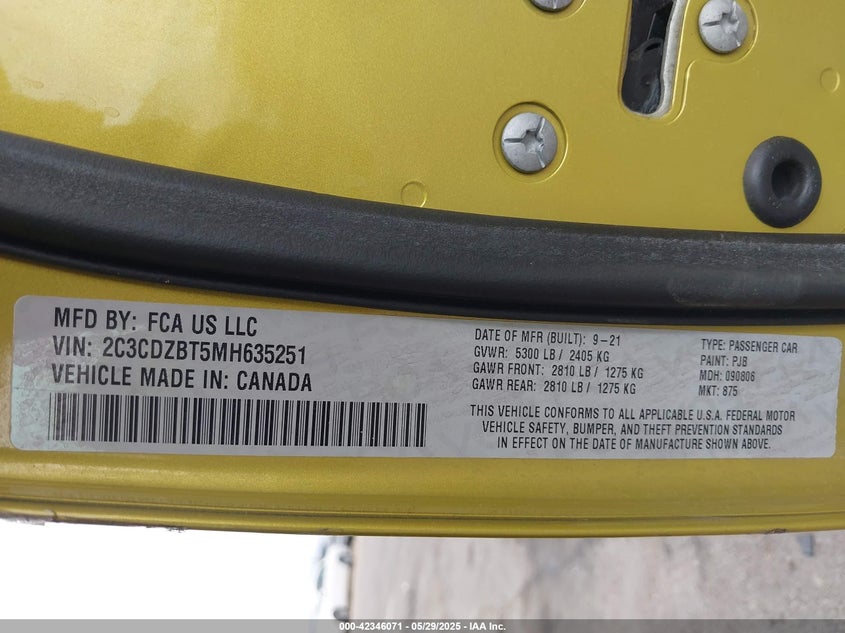 MFD BY: FCA US LLC
VIN: 2C3CDZBT5MH635251
VEHICLE MADE IN: CANADA
DATE OF MFR (BUILT): 9-21
GVWR: 5300 LB / 2405 KG
GAWR FRONT: 2810 LB / 1275 KG
GAWR REAR: 2810 LB / 1275 KG
TYPE: PASSENGER CAR
PAINT: PJB
MDH: 090806
MKT: 875
THIS VEHICLE CONFORMS TO ALL APPLICABLE U.S.A. FEDERAL MOTOR
VEHICLE SAFETY, BUMPER, AND THEFT PREVENTION STANDARDS
IN EFFECT ON THE DATE OF MANUFACTURE SHOWN ABOVE.
000-42346071 - 05/29/2025 - IAA Inc.